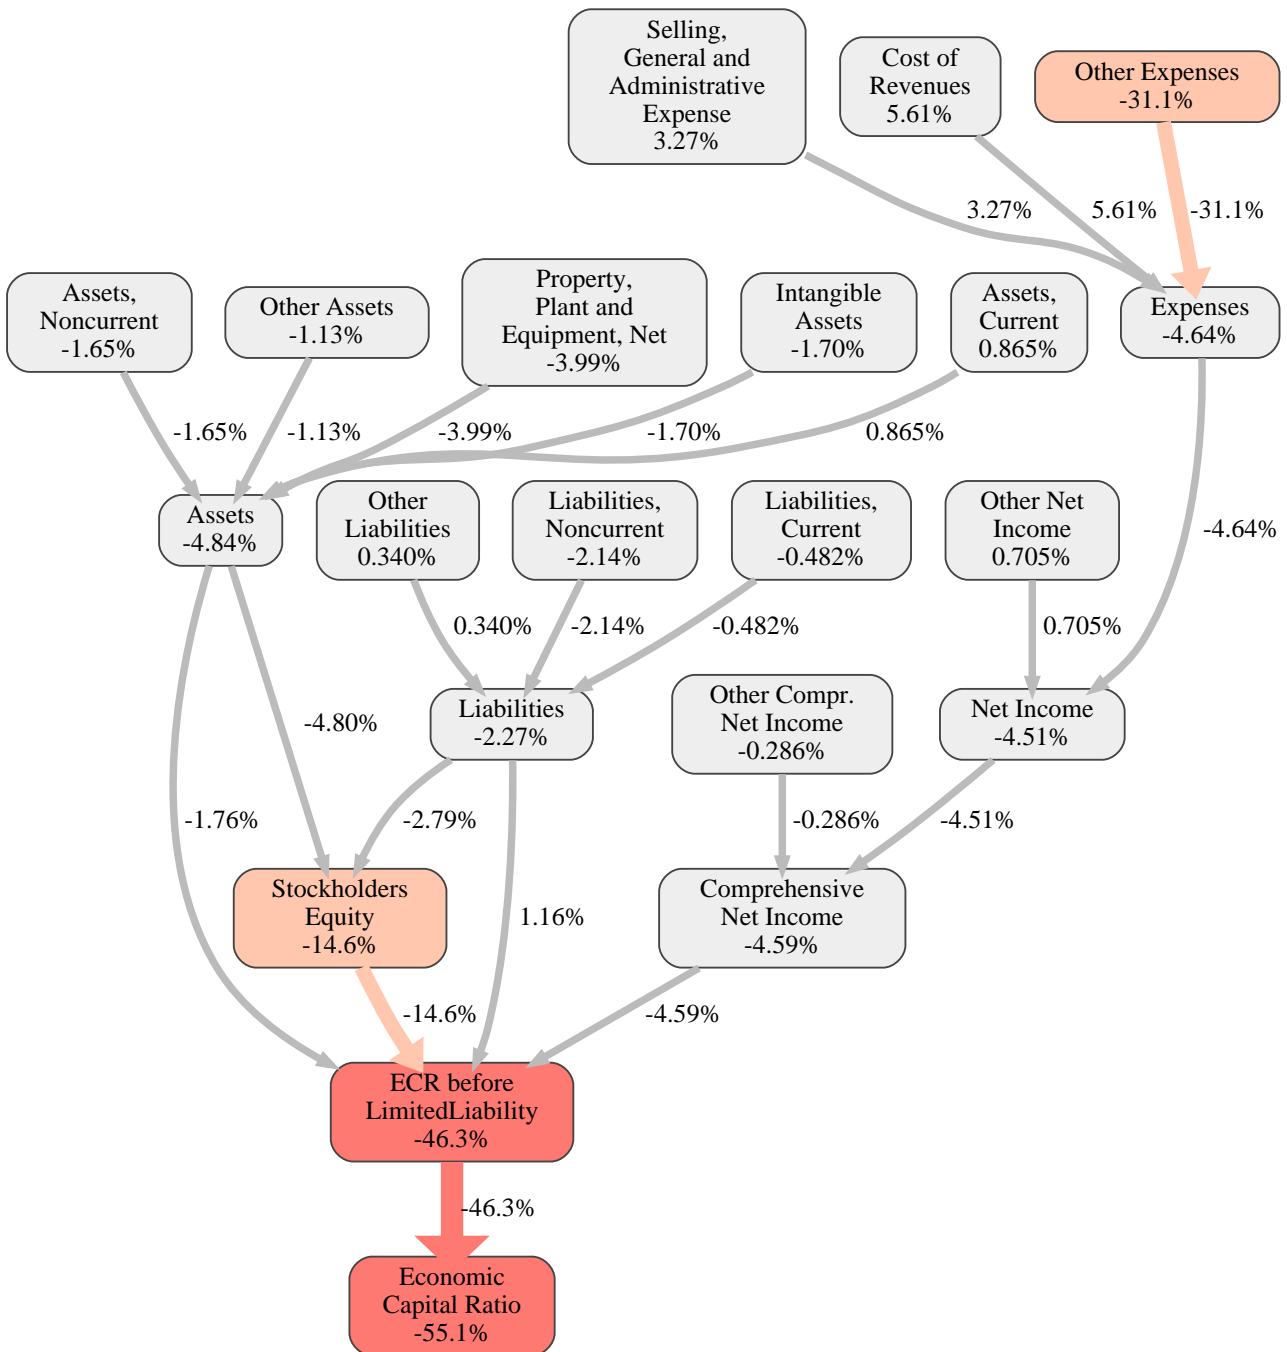 Selling,
General and
Administrative
Expense
3.27%
Cost of
Revenues
5.61%
Other Expenses
-31.1%
3.27%
5.61%
-31.1%
Assets,
Noncurrent
-1.65%
Other Assets
-1.13%
Property,
Plant and
Equipment, Net
-3.99%
Intangible
Assets
-1.70%
Assets,
Current
0.865%
Expenses
-4.64%
-1.65%
-1.13%
-3.99%
-1.70%
0.865%
Assets
-4.84%
Other
Liabilities
0.340%
Liabilities,
Noncurrent
-2.14%
Liabilities,
Current
-0.482%
Other Net
Income
0.705%
-4.64%
0.340%
-2.14%
-0.482%
0.705%
-4.80%
Liabilities
-2.27%
Other Compr.
Net Income
-0.286%
Net Income
-4.51%
-1.76%
-2.79%
-0.286%
-4.51%
Stockholders
Equity
-14.6%
1.16%
Comprehensive
Net Income
-4.59%
-14.6%
-4.59%
ECR before
LimitedLiability
-46.3%
-46.3%
Economic
Capital Ratio
-55.1%